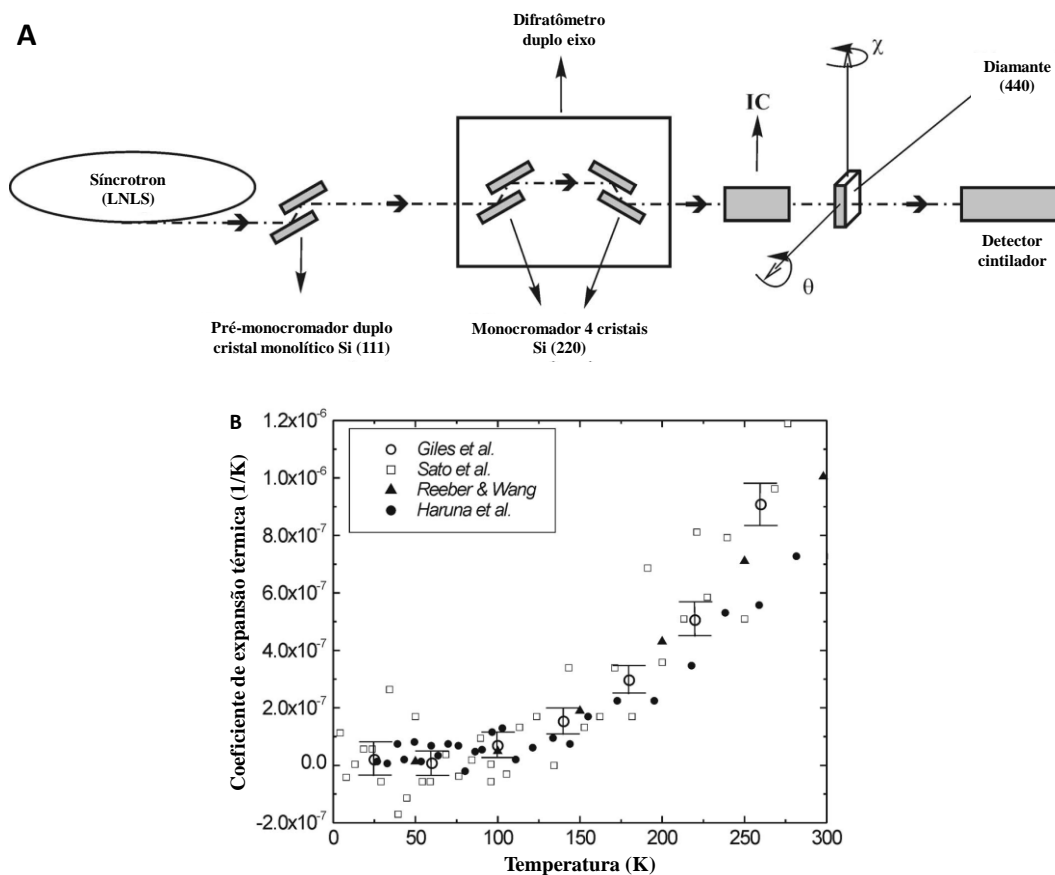 A
Difratômetro
duplo eixo
χ
Diamante
(440)
IC
Síncrotron
(LNLS)
θ
Detector
cintilador
Pré-monocromador duplo
cristal monolítico Si (111)
Monocromador 4 cristais
Si (220)
B
Coeficiente de expansão térmica (1/K)
1.2x10⁻⁶
1.0x10⁻⁶
8.0x10⁻⁷
6.0x10⁻⁷
4.0x10⁻⁷
2.0x10⁻⁷
0.0
-2.0x10⁻⁷
Giles et al.
Sato et al.
Reeber & Wang
Haruna et al.
0 50 100 150 200 250 300
Temperatura (K)